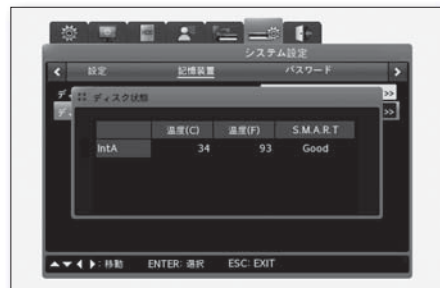 システム設定
設定 記憶装置 パスワード
デ >>
ディスク状態
デ >>
温度(C) 温度(F) S.M.A.R.T
IntA 34 93 Good
▲▼◀▶: 移動 ENTER: 選択 ESC: EXIT